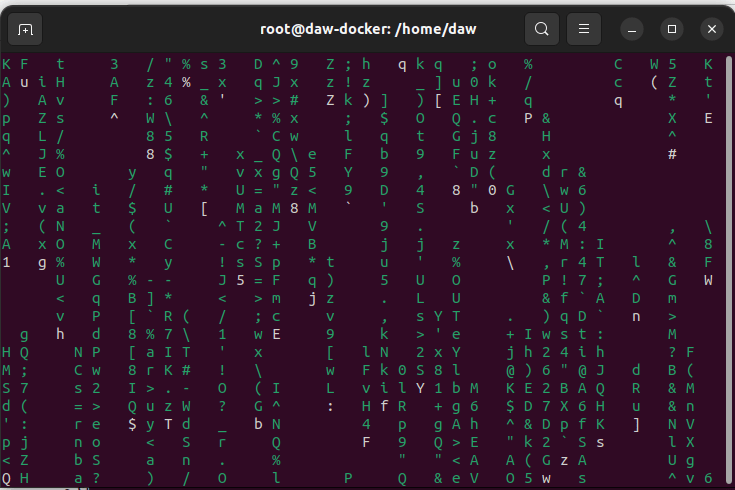 root@daw-docker: /home/daw
K F t 3 / " % s 3 D ^ 9 Z ; h q k q ; o % C W 5 K
A u i H A z 4 % _ x q J x Z ! z _ ] u 0 k / c ( Z t
) A v F : 6 & ' > > # Z k ) ] ) [ E H + q q * '
p Z s ^ W \ ^ * % x ; $ O Q . c P & X E
q L / 8 5 R ` C w l q t G j 8 H ^
^ J % 8 $ + x _ Q \ e F b 9 F u z x #
w E O y q " v x g Q 5 Y 9 , ` D ( d r &
I . < i / # * U = " z < 9 D 4 8 " 0 G \ w 6
V v a t $ U [ M a M 8 M ` ' S b x < U )
; ( N _ ( ` ^ T 2 J V 9 . ' / ( 4 , \
A x O M x C - c ? + B j j z x * M : I ^ 8
1 g % W * y ! s S p * t u ' % \ , r 4 T l & F
U G % - - J 5 = F q ) 5 U O P ! 7 ; ^ G W
< q B ] * < > m j z . L U & f ` A D m
v P [ ` R ( / ; c v , s Y T . ) q D ` n >
g h d 8 % 7 \ 1 w E 9 k > ' e + I w s t : M
H Q N P [ a I T ' x [ l N 2 x Y j h 2 4 i h ? F
M ; C w 8 r K # ! \ w F k 0 S 8 l @ ) 6 " @ J d B (
S 7 s 2 I > . - O ( I L : v i l Y 1 b M K E 2 B A Q R & M
d ( = > Q u z W ? G ^ H f R + g 6 $ D 7 X 6 H u & n
' : r e $ y T d _ b N 4 p g A h ^ & D p f K ] N V
p j n o < S r Q F 9 Q > E " k 2 ` S s l X
< Z b S a n . % " " < A A ( G z A U g
Q H a ? ) / O l P Q & e V O 5 w s ^ v 6